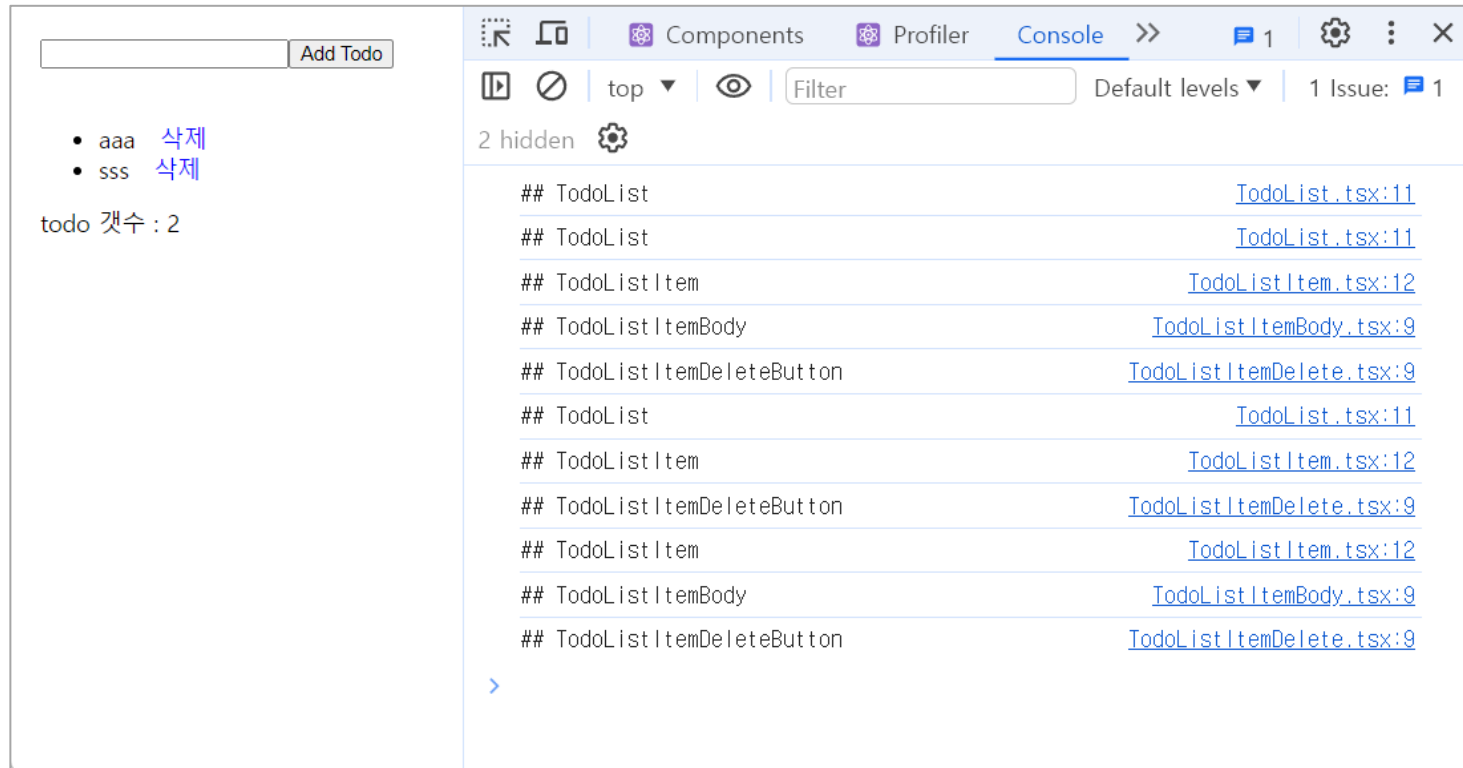 Add Todo
aaa 삭제
sss 삭제
todo 갯수 : 2
Components Profiler Console 1
top Filter Default levels 1 Issue: 1
2 hidden
## TodoList TodoList.tsx:11
## TodoList TodoList.tsx:11
## TodoListItem TodoListItem.tsx:12
## TodoListItemBody TodoListItemBody.tsx:9
## TodoListItemDeleteButton TodoListItemDelete.tsx:9
## TodoList TodoList.tsx:11
## TodoListItem TodoListItem.tsx:12
## TodoListItemDeleteButton TodoListItemDelete.tsx:9
## TodoListItem TodoListItem.tsx:12
## TodoListItemBody TodoListItemBody.tsx:9
## TodoListItemDeleteButton TodoListItemDelete.tsx:9